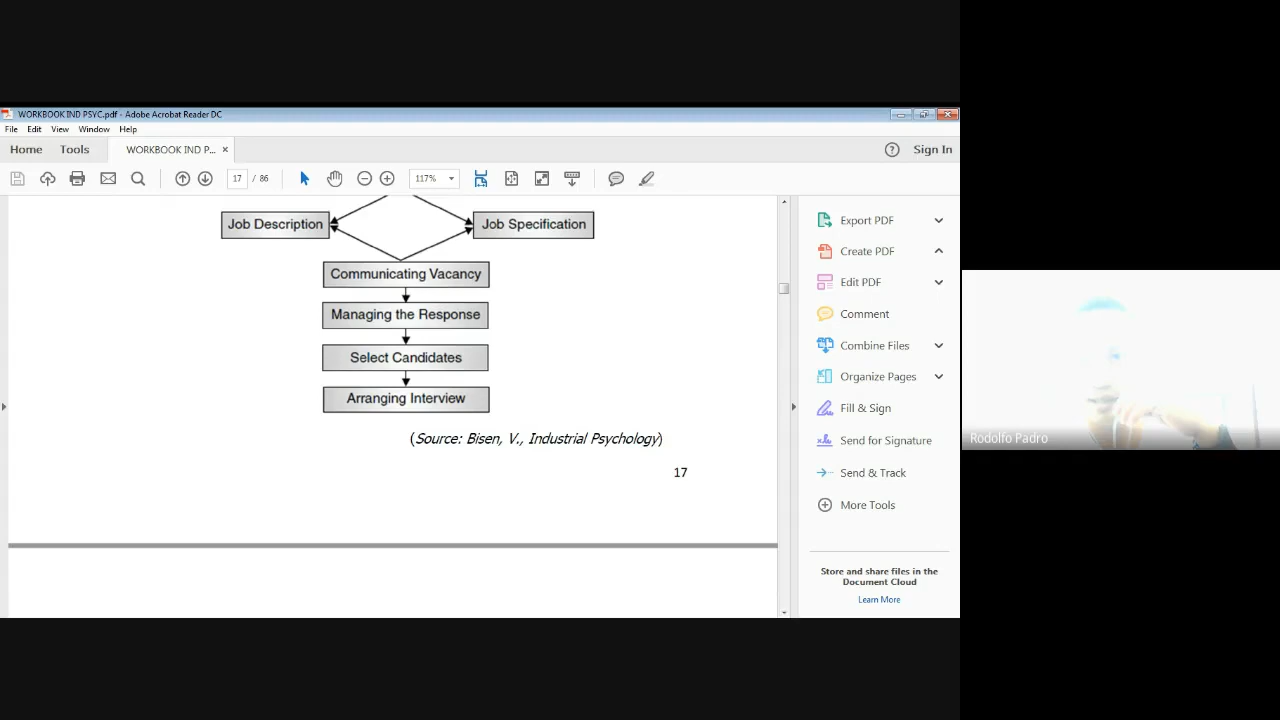 WORKBOOK IND PSYC.pdf - Adobe Acrobat Reader DC
File Edit View Window Help
Home Tools WORKBOOK IND P... × Sign In
17 / 86 117%
Job Description Job Specification
Communicating Vacancy
Managing the Response
Select Candidates
Arranging Interview
(Source: Bisen, V., Industrial Psychology)
17
Export PDF
Create PDF
Edit PDF
Comment
Combine Files
Organize Pages
Fill & Sign
Send for Signature
Send & Track
More Tools
Store and share files in the
Document Cloud
Learn More
Rodolfo Padro